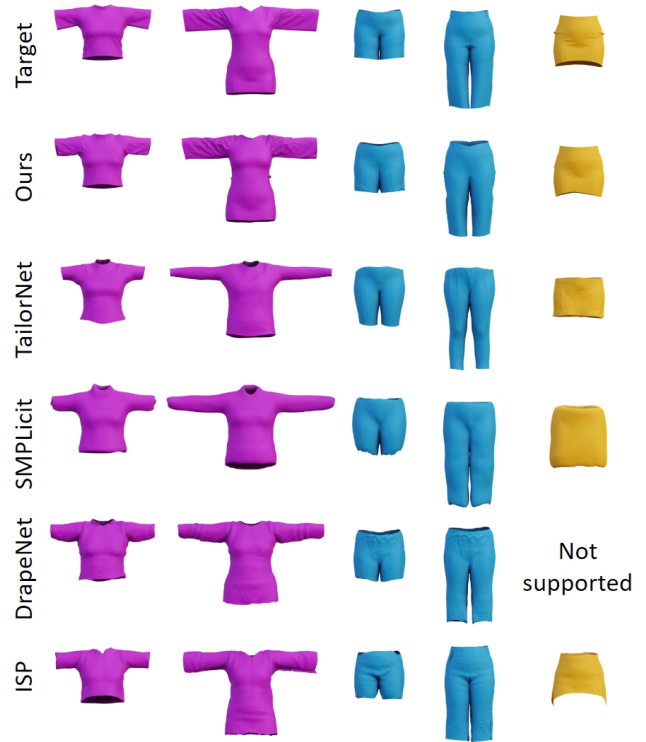 Target
Ours
TailorNet
SMPLicit
DrapeNet
Not
supported
ISP